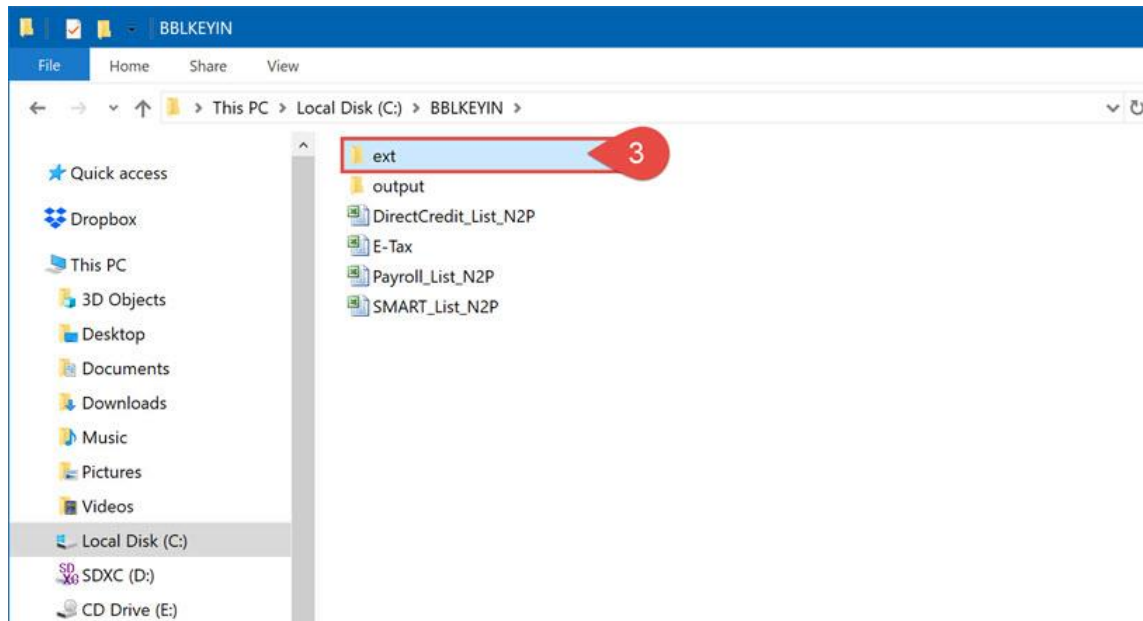 BBLKEYIN
File Home Share View
This PC > Local Disk (C:) > BBLKEYIN >
Quick access
Dropbox
This PC
3D Objects
Desktop
Documents
Downloads
Music
Pictures
Videos
Local Disk (C:)
SDXC (D:)
CD Drive (E:)
ext 3
output
DirectCredit_List_N2P
E-Tax
Payroll_List_N2P
SMART_List_N2P